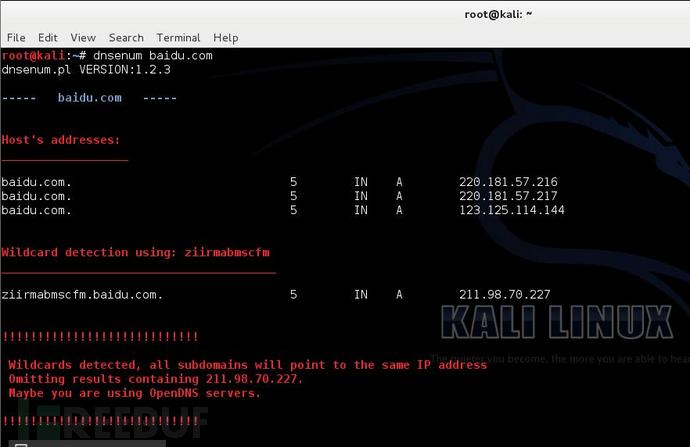 root@kali: ~
File Edit View Search Terminal Help
root@kali:~# dnsenum baidu.com
dnsenum.pl VERSION:1.2.3
----- baidu.com -----
Host's addresses:
__________________
baidu.com. 5 IN A 220.181.57.216
baidu.com. 5 IN A 220.181.57.217
baidu.com. 5 IN A 123.125.114.144
Wildcard detection using: ziirmabmscfm
_______________________________________
ziirmabmscfm.baidu.com. 5 IN A 211.98.70.227
KALI LINUX
The quieter you become, the more you are able to hear
!!!!!!!!!!!!!!!!!!!!!!!!!!!!
Wildcards detected, all subdomains will point to the same IP address
Omitting results containing 211.98.70.227.
Maybe you are using OpenDNS servers.
!!!!!!!!!!!!!!!!!!!!!!!!!!!!
REEBUF